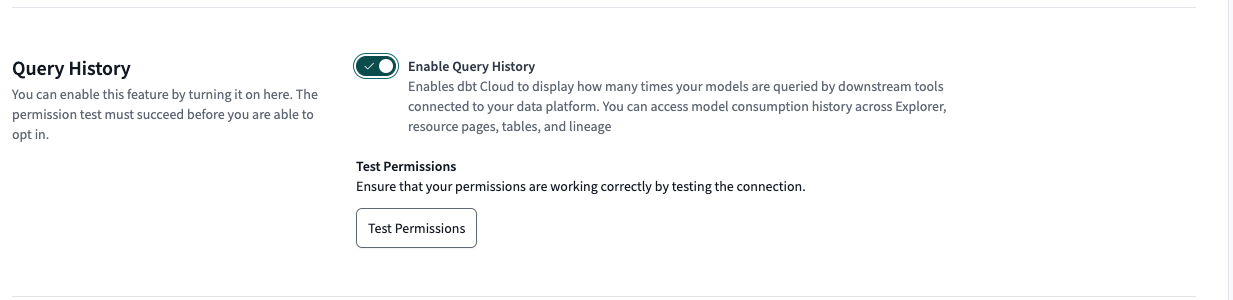 Query History
You can enable this feature by turning it on here. The
permission test must succeed before you are able to
opt in.
Enable Query History
Enables dbt Cloud to display how many times your models are queried by downstream tools
connected to your data platform. You can access model consumption history across Explorer,
resource pages, tables, and lineage
Test Permissions
Ensure that your permissions are working correctly by testing the connection.
Test Permissions